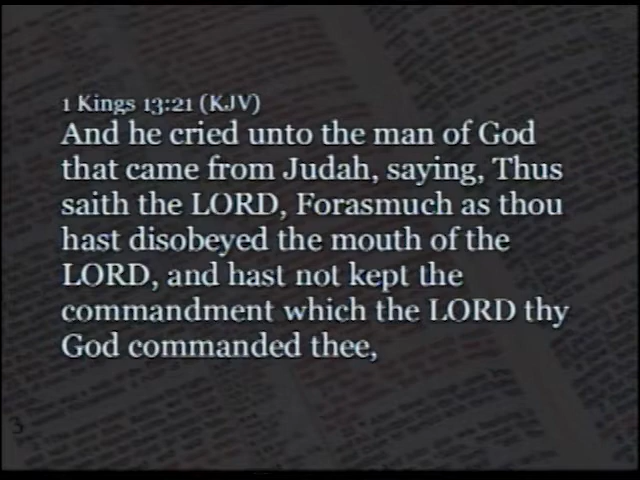 1 Kings 13:21 (KJV)
And he cried unto the man of God
that came from Judah, saying, Thus
saith the LORD, Forasmuch as thou
hast disobeyed the mouth of the
LORD, and hast not kept the
commandment which the LORD thy
God commanded thee,
3